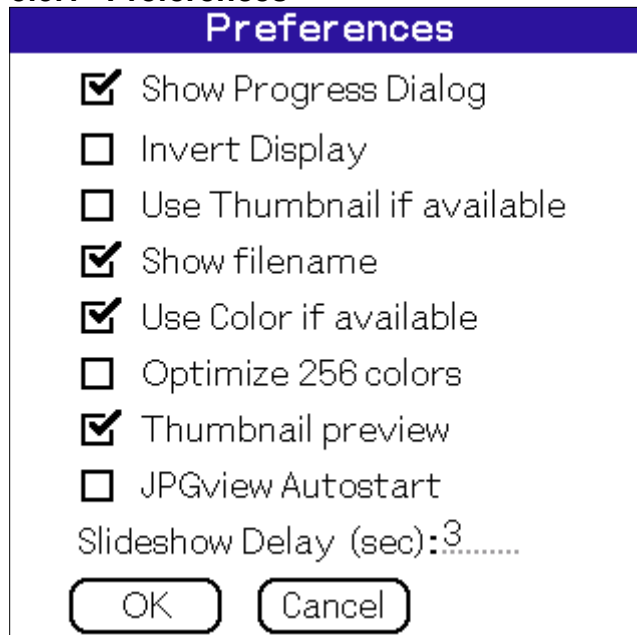 Preferences
Show Progress Dialog
Invert Display
Use Thumbnail if available
Show filename
Use Color if available
Optimize 256 colors
Thumbnail preview
JPGview Autostart
Slideshow Delay (sec): 3
OK Cancel